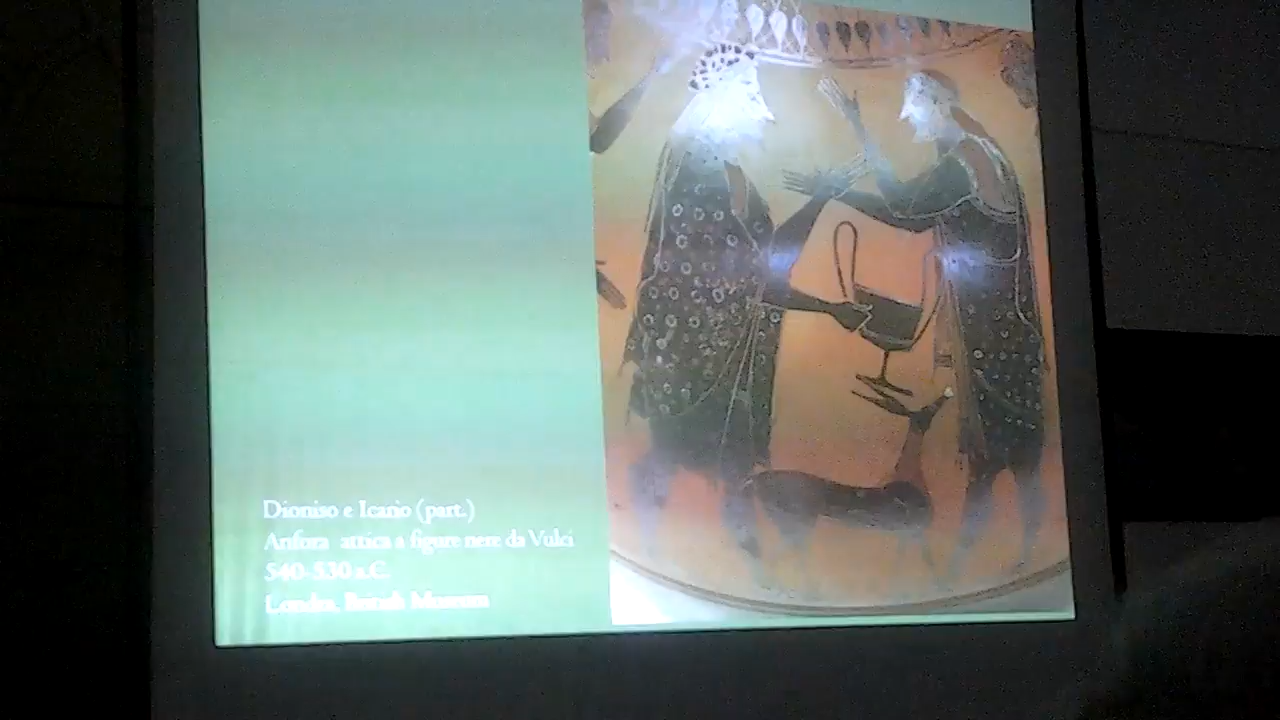 Dioniso e Icario (part.)
Anfora attica a figure nere da Vulci
540-530 a.C.
Londra, British Museum